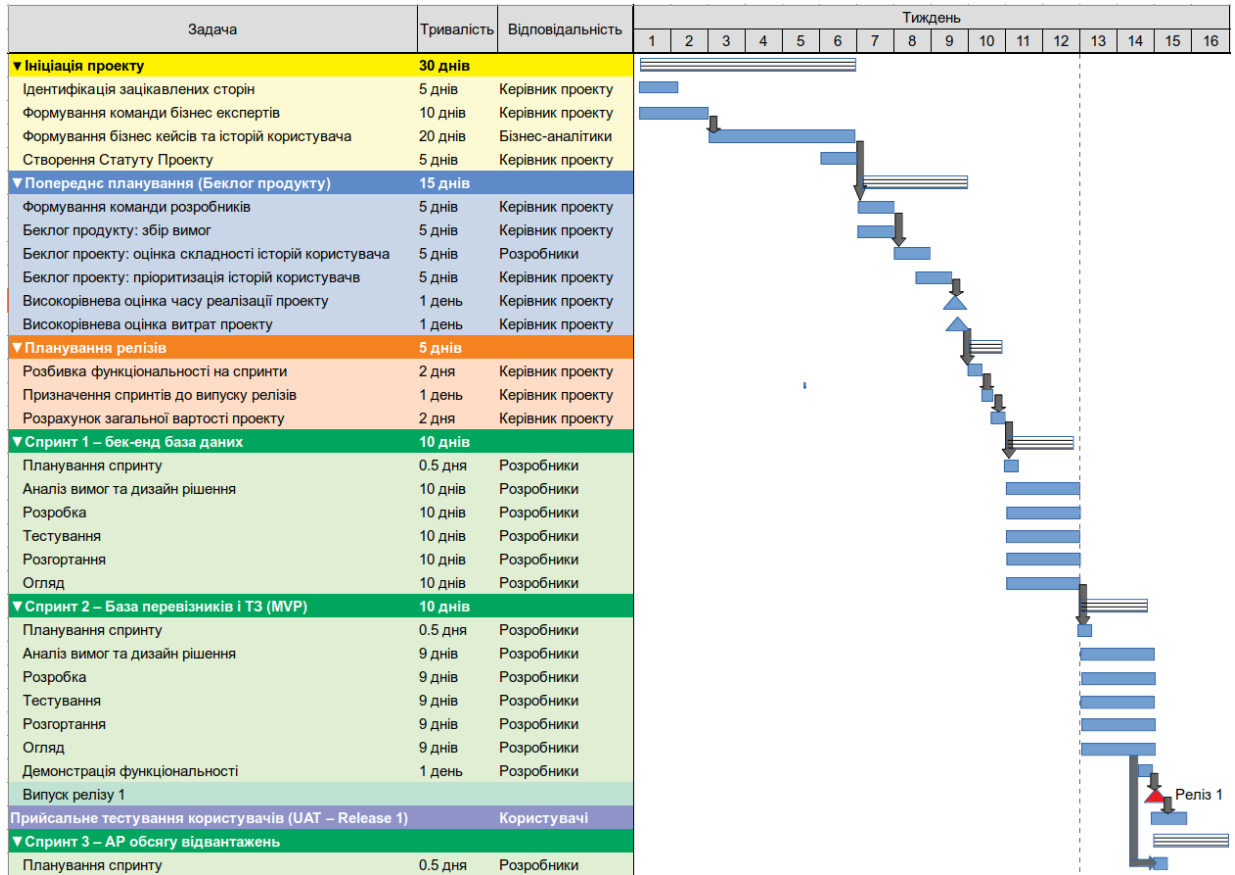 Задача Тривалість Відповідальність Тиждень
1 2 3 4 5 6 7 8 9 10 11 12 13 14 15 16
▼Ініціація проекту 30 днів
Ідентифікація зацікавлених сторін 5 днів Керівник проекту
Формування команди бізнес експертів 10 днів Керівник проекту
Формування бізнес кейсів та історій користувача 20 днів Бізнес-аналітики
Створення Статуту Проекту 5 днів Керівник проекту
▼Попереднє планування (Беклог продукту) 15 днів
Формування команди розробників 5 днів Керівник проекту
Беклог продукту: збір вимог 5 днів Керівник проекту
Беклог проекту: оцінка складності історій користувача 5 днів Розробники
Беклог проекту: пріоритизація історій користувачв 5 днів Керівник проекту
Високорівнева оцінка часу реалізації проекту 1 день Керівник проекту
Високорівнева оцінка витрат проекту 1 день Керівник проекту
▼Планування релізів 5 днів
Розбивка функціональності на спринти 2 дня Керівник проекту
Призначення спринтів до випуску релізів 1 день Керівник проекту
Розрахунок загальної вартості проекту 2 дня Керівник проекту
▼Спринт 1 – бек-енд база даних 10 днів
Планування спринту 0.5 дня Розробники
Аналіз вимог та дизайн рішення 10 днів Розробники
Розробка 10 днів Розробники
Тестування 10 днів Розробники
Розгортання 10 днів Розробники
Огляд 10 днів Розробники
▼Спринт 2 – База перевізників і ТЗ (MVP) 10 днів
Планування спринту 0.5 дня Розробники
Аналіз вимог та дизайн рішення 9 днів Розробники
Розробка 9 днів Розробники
Тестування 9 днів Розробники
Розгортання 9 днів Розробники
Огляд 9 днів Розробники
Демонстрація функціональності 1 день Розробники
Випуск релізу 1 Реліз 1
Прийсальне тестування користувачів (UAT – Release 1) Користувачі
▼Спринт 3 – АР обсягу відвантажень
Планування спринту 0.5 дня Розробники